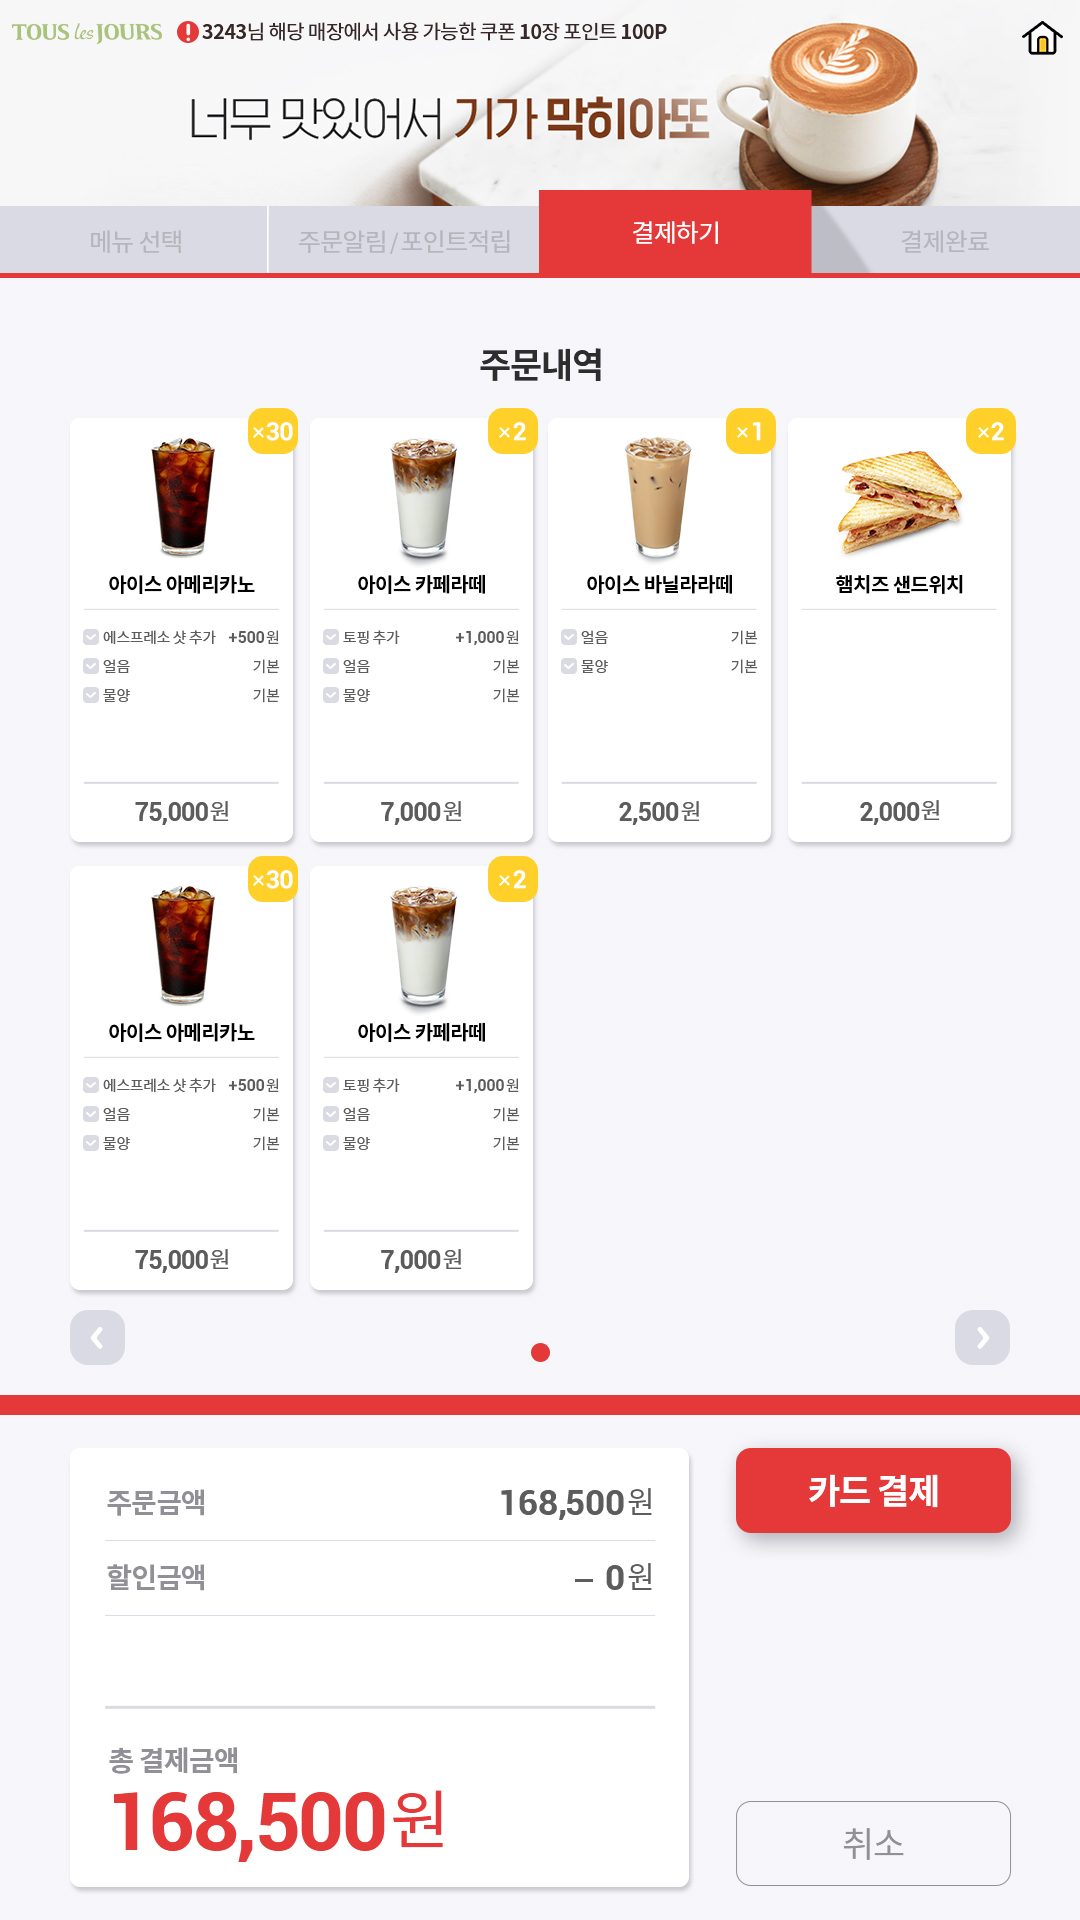 TOUS les JOURS 3243님 해당 매장에서 사용 가능한 쿠폰 10장 포인트 100P
너무 맛있어서 기가 막히아또
메뉴 선택 주문알림/포인트적립 결제하기 결제완료
주문내역
×30 ×2 ×1 ×2
아이스 아메리카노 아이스 카페라떼 아이스 바닐라라떼 햄치즈 샌드위치
에스프레소 샷 추가 +500원 토핑 추가 +1,000원 얼음 기본
얼음 기본 얼음 기본 물양 기본
물양 기본 물양 기본
75,000원 7,000원 2,500원 2,000원
×30 ×2
아이스 아메리카노 아이스 카페라떼
에스프레소 샷 추가 +500원 토핑 추가 +1,000원
얼음 기본 얼음 기본
물양 기본 물양 기본
75,000원 7,000원
주문금액 168,500원 카드 결제
할인금액 – 0원
총 결제금액
168,500원
취소